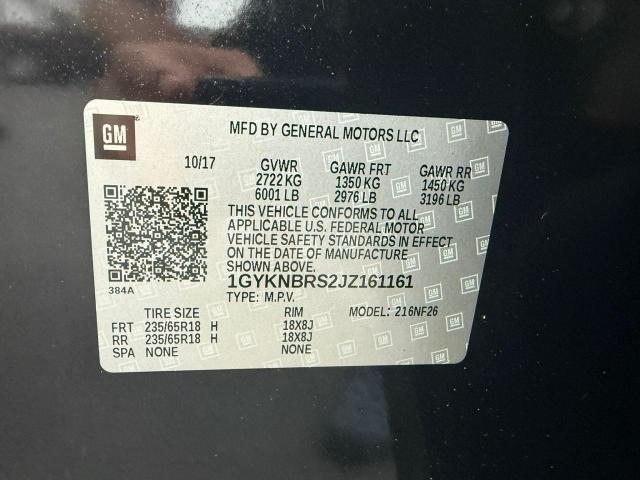 GM
MFD BY GENERAL MOTORS LLC
10/17 GVWR GAWR FRT GAWR RR
2722 KG 1350 KG 1450 KG
6001 LB 2976 LB 3196 LB
THIS VEHICLE CONFORMS TO ALL
APPLICABLE U.S. FEDERAL MOTOR
VEHICLE SAFETY STANDARDS IN EFFECT
ON THE DATE OF MANUFACTURE
SHOWN ABOVE.
384A
1GYKNBRS2JZ161161
TYPE: M.P.V. MODEL: 216NF26
TIRE SIZE RIM
FRT 235/65R18 H 18X8J
RR 235/65R18 H 18X8J
SPA NONE NONE